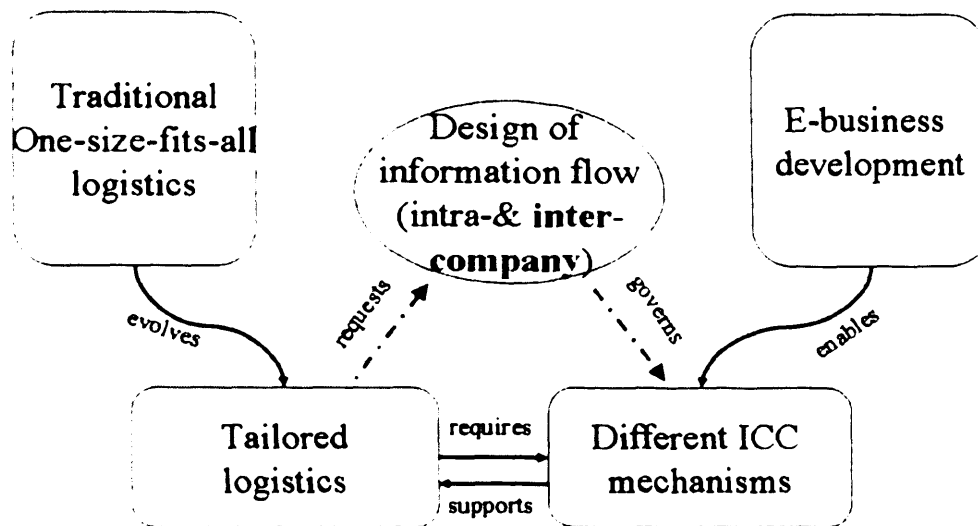 Traditional
One-size-fits-all
logistics
Design of
information flow
(intra-& inter-
company)
E-business
development
evolves
requests
governs
enables
Tailored
logistics
requires
supports
Different ICC
mechanisms